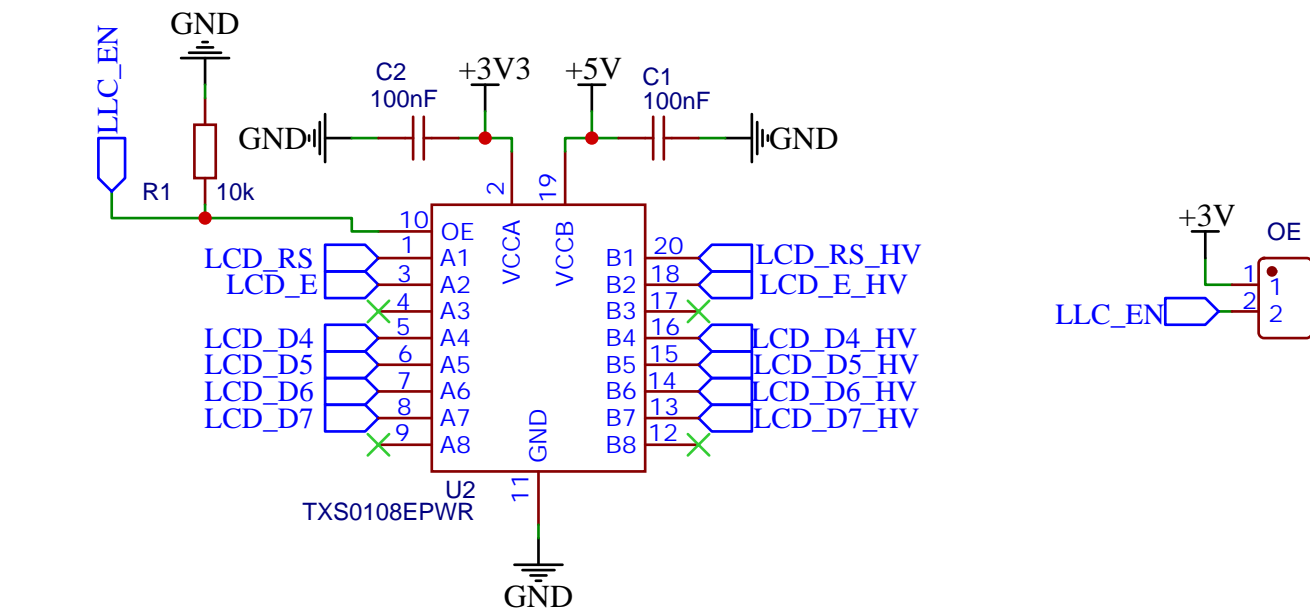 GND
LLC_EN
R1
10k
C2
100nF
+3V3
+5V
C1
100nF
GND
GND
2
19
VCCA
VCCB
10
OE
LCD_RS
1
A1
LCD_E
3
A2
4
A3
LCD_D4
5
A4
LCD_D5
6
A5
LCD_D6
7
A6
LCD_D7
8
A7
9
A8
B1
20
LCD_RS_HV
B2
18
LCD_E_HV
B3
17
B4
16
LCD_D4_HV
B5
15
LCD_D5_HV
B6
14
LCD_D6_HV
B7
13
LCD_D7_HV
B8
12
GND
11
U2
TXS0108EPWR
GND
+3V
OE
1
1
LLC_EN
2
2